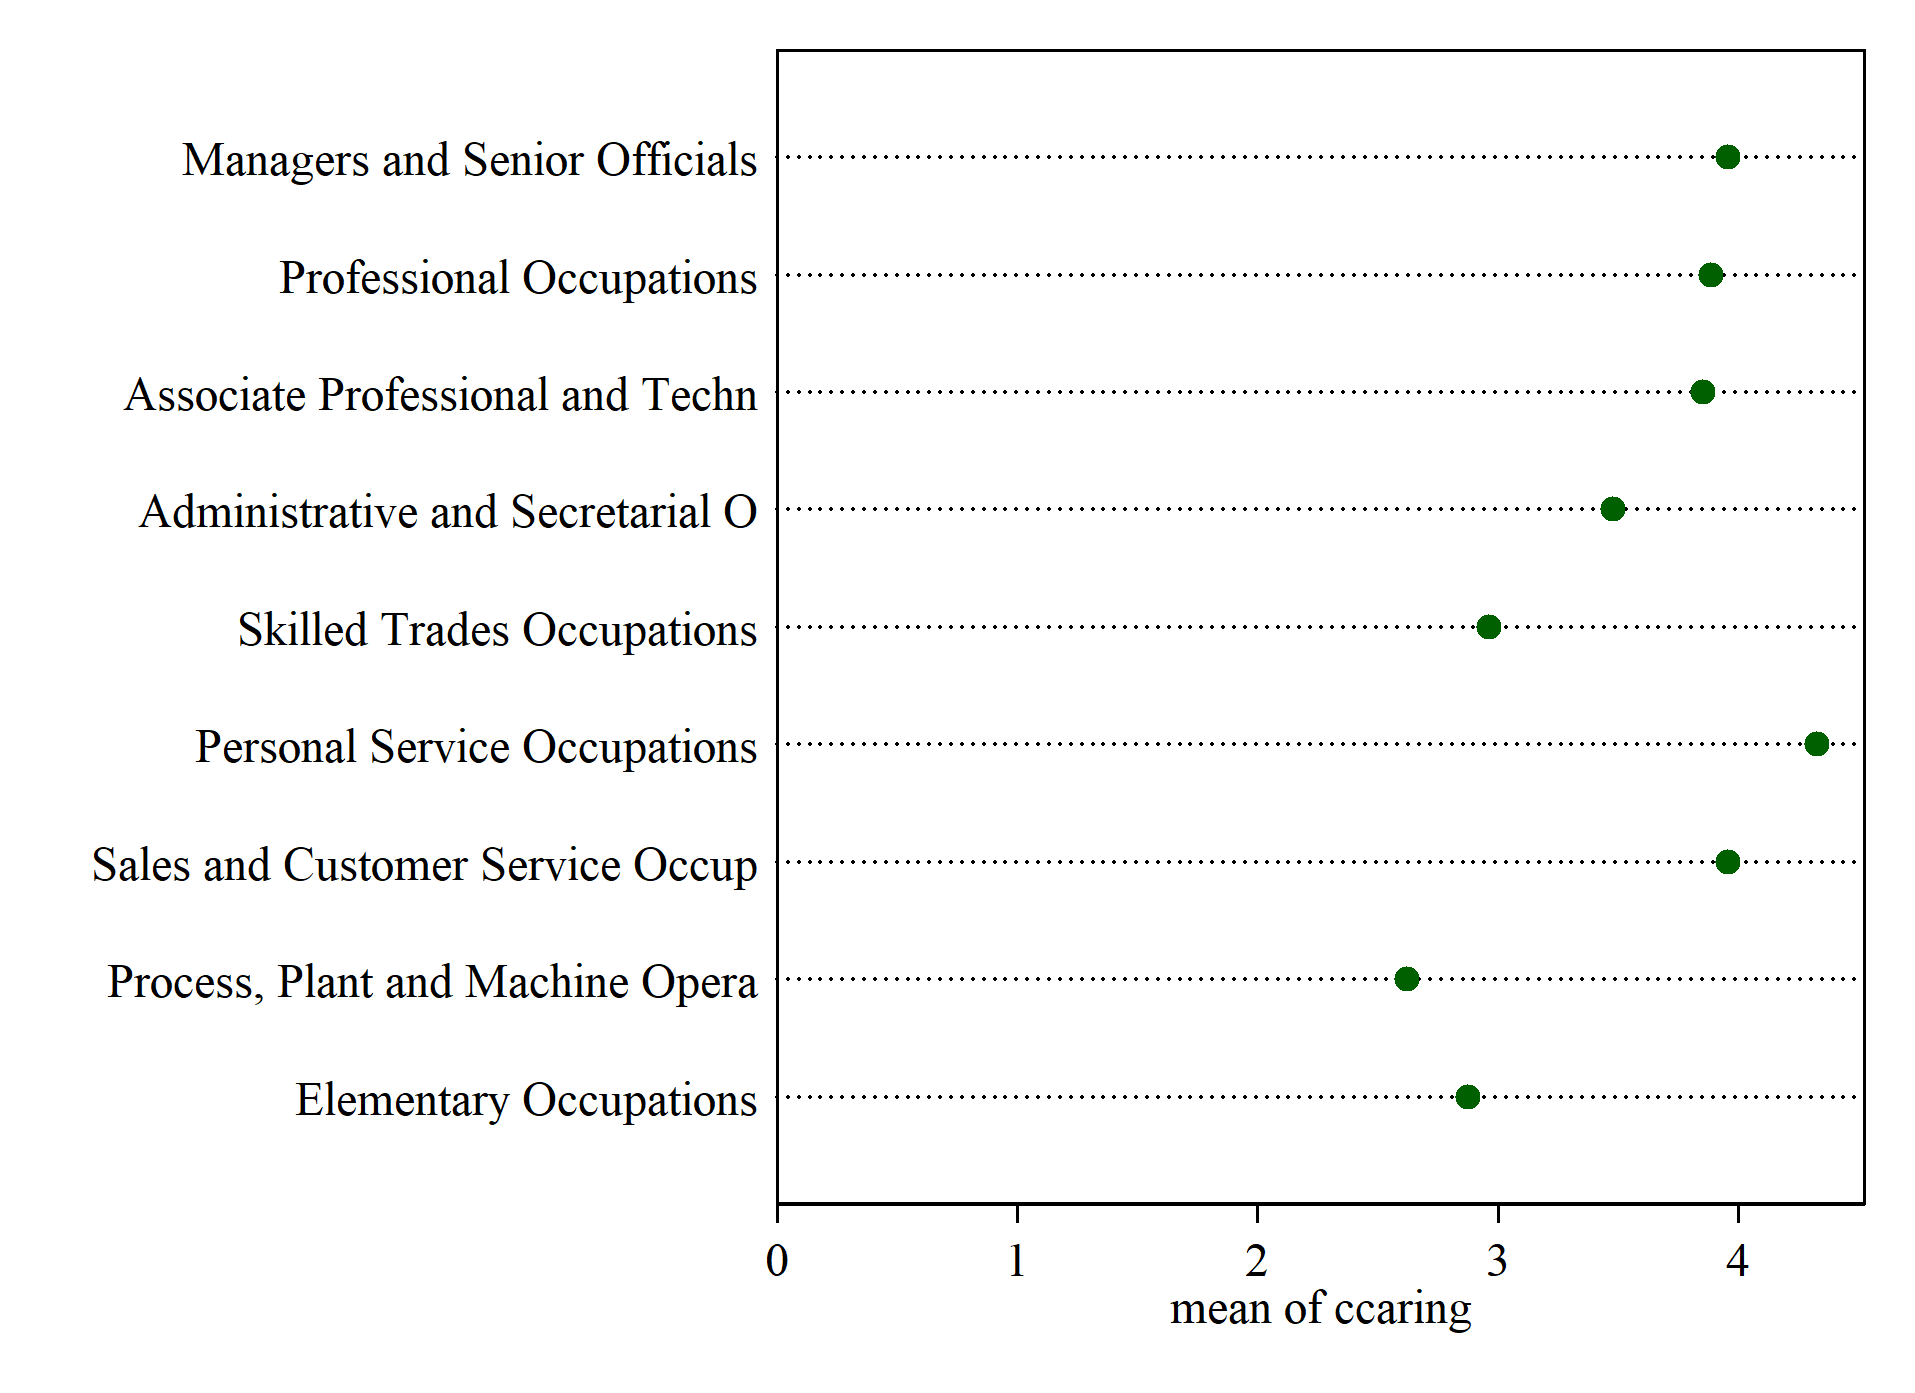 Managers and Senior Officials
Professional Occupations
Associate Professional and Techn
Administrative and Secretarial O
Skilled Trades Occupations
Personal Service Occupations
Sales and Customer Service Occup
Process, Plant and Machine Opera
Elementary Occupations
0 1 2 3 4
mean of ccaring